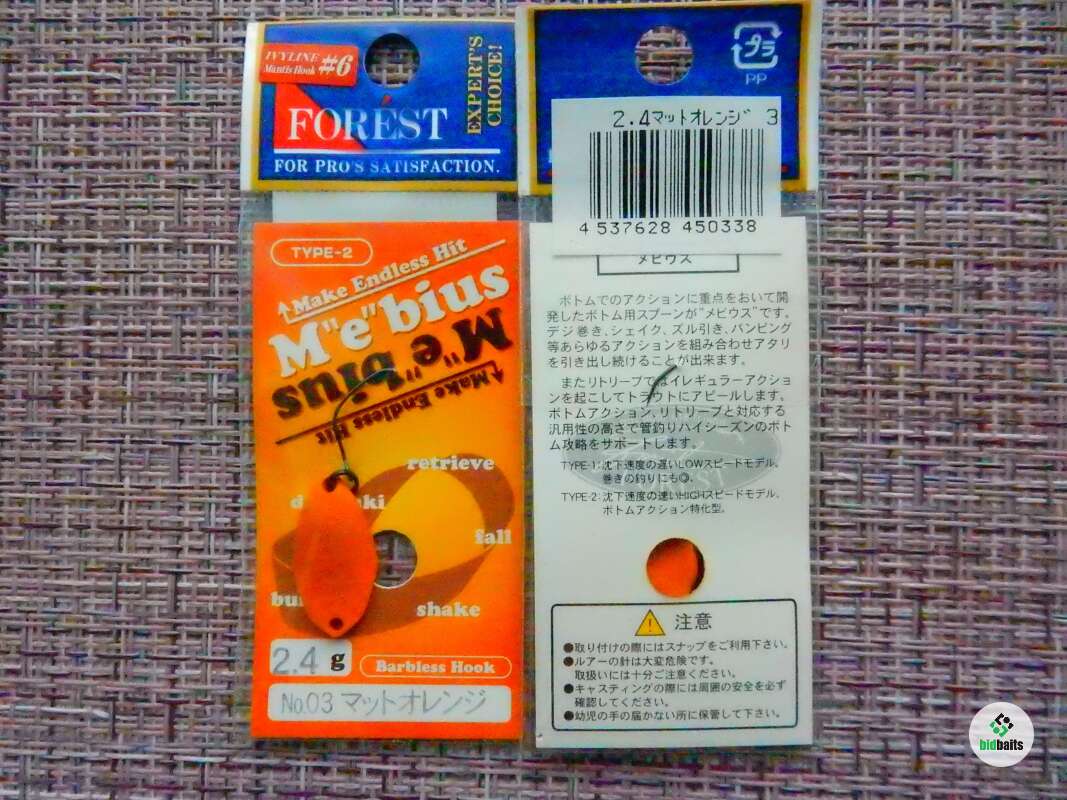 IVYLINE
Mantis Hook #6
FORÉST
EXPERT'S
CHOICE!
FOR PRO'S SATISFACTION.
TYPE-2
↑Make Endless Hit
M"e"bius
M"e"bius
↑Make Endless Hit
retrieve
fall
shake
2.4 g
Barbless Hook
No.03 マットオレンジ
プラ
PP
2.4マットオレンジ 3
4 537628 450338
メビウス
ボトムでのアクションに重点をおいて開
発したボトム用スプーンが"メビウス"です。
デジ巻き、シェイク、ズル引き、バンピング
等あらゆるアクションを組み合わせアタリ
を引き出し続けることが出来ます。
またリトリーブではイレギュラーアクショ
ンを起こしてトラウトにアピールします。
ボトムアクション、リトリーブと対応する
汎用性の高さで管釣りハイシーズンのボト
ム攻略をサポートします。
TYPE-1:沈下速度の遅いLOWスピードモデル、
巻きの釣りにも◎。
TYPE-2:沈下速度の速いHIGHスピードモデル、
ボトムアクション特化型。
注意
●取り付けの際にはスナップをご利用下さい。
●ルアーの針は大変危険です。
取扱いには十分ご注意ください。
●キャスティングの際には周囲の安全を必ず
確認してください。
●幼児の手の届かない所に保管して下さい。
bidbaits